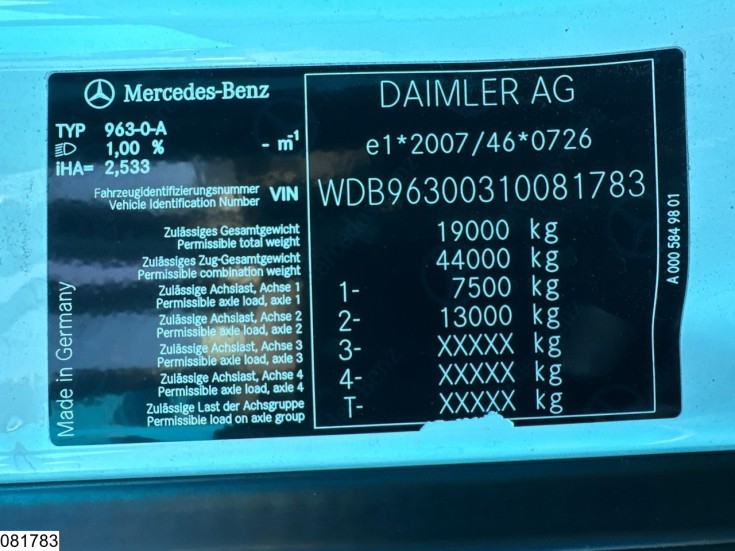 Mercedes-Benz
TYP 963-0-A
1,00 % - m⁻¹
iHA= 2,533
DAIMLER AG
e1*2007/46*0726
Fahrzeugidentifizierungsnummer
Vehicle Identification Number VIN WDB96300310081783
Zulässiges Gesamtgewicht
Permissible total weight 19000 kg
Zulässiges Zug-Gesamtgewicht
Permissible combination weight 44000 kg
Zulässige Achslast, Achse 1
Permissible axle load, axle 1 1- 7500 kg
Zulässige Achslast, Achse 2
Permissible axle load, axle 2 2- 13000 kg
Zulässige Achslast, Achse 3
Permissible axle load, axle 3 3- XXXXX kg
Zulässige Achslast, Achse 4
Permissible axle load, axle 4 4- XXXXX kg
Zulässige Last der Achsgruppe
Permissible load on axle group T- XXXXX kg
Made in Germany
A 000 584 98 01
081783